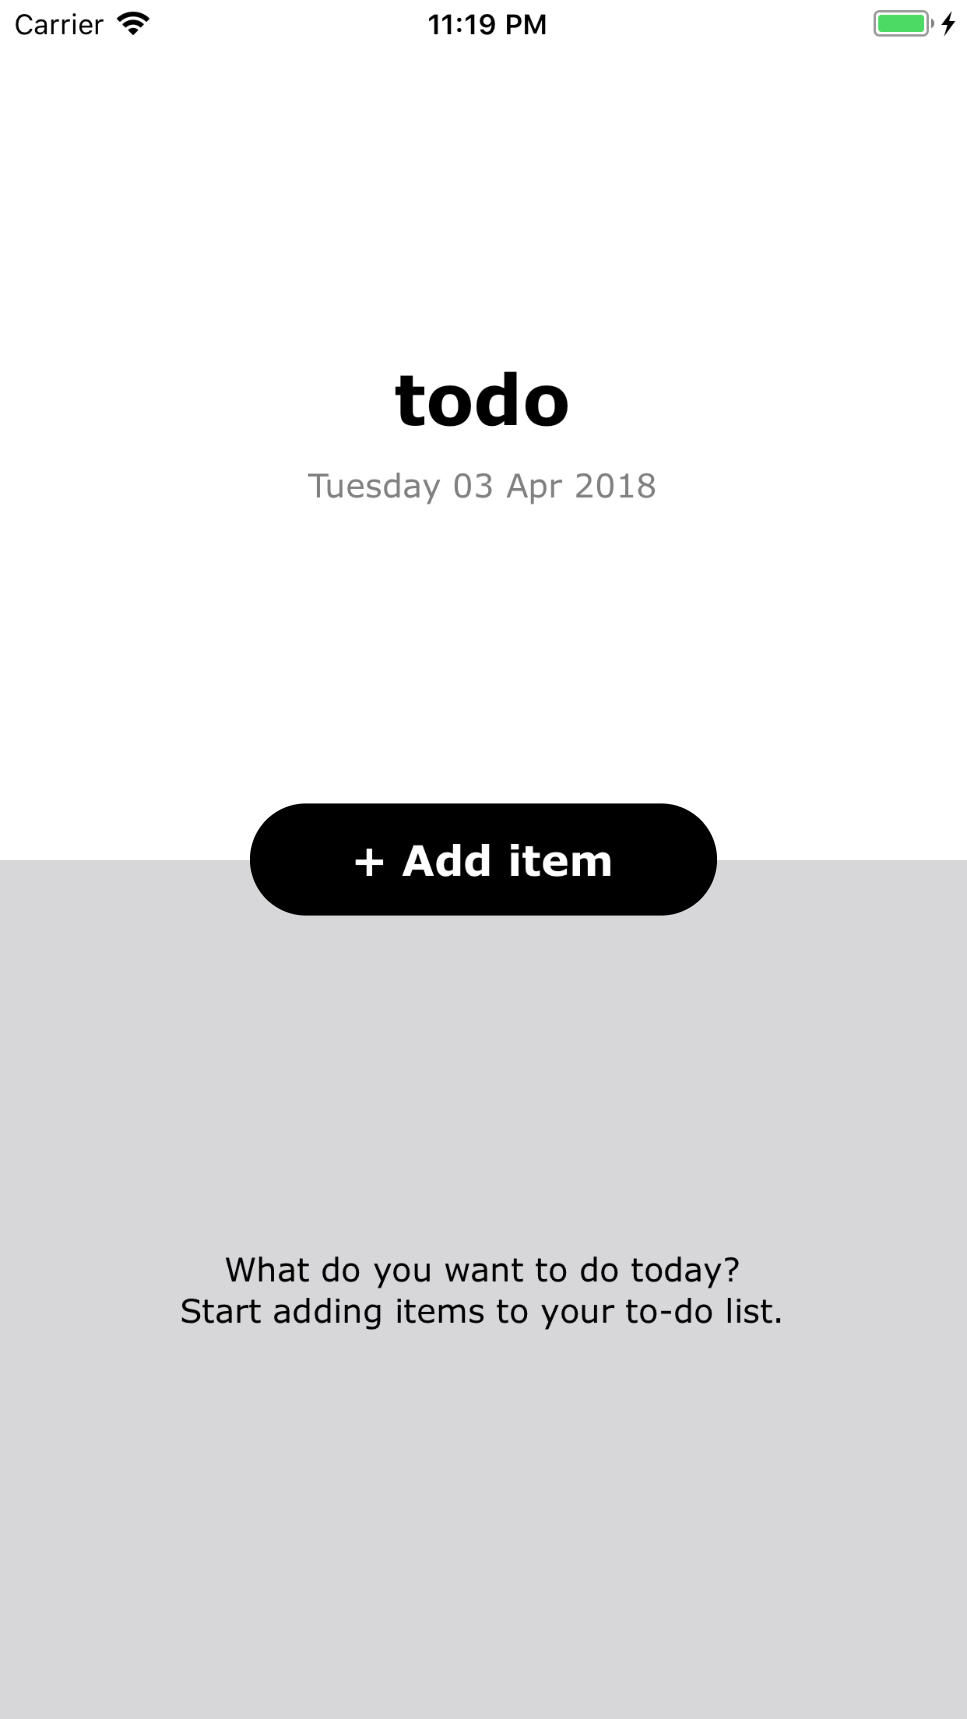 Carrier
11:19 PM
todo
Tuesday 03 Apr 2018
+ Add item
What do you want to do today?
Start adding items to your to-do list.